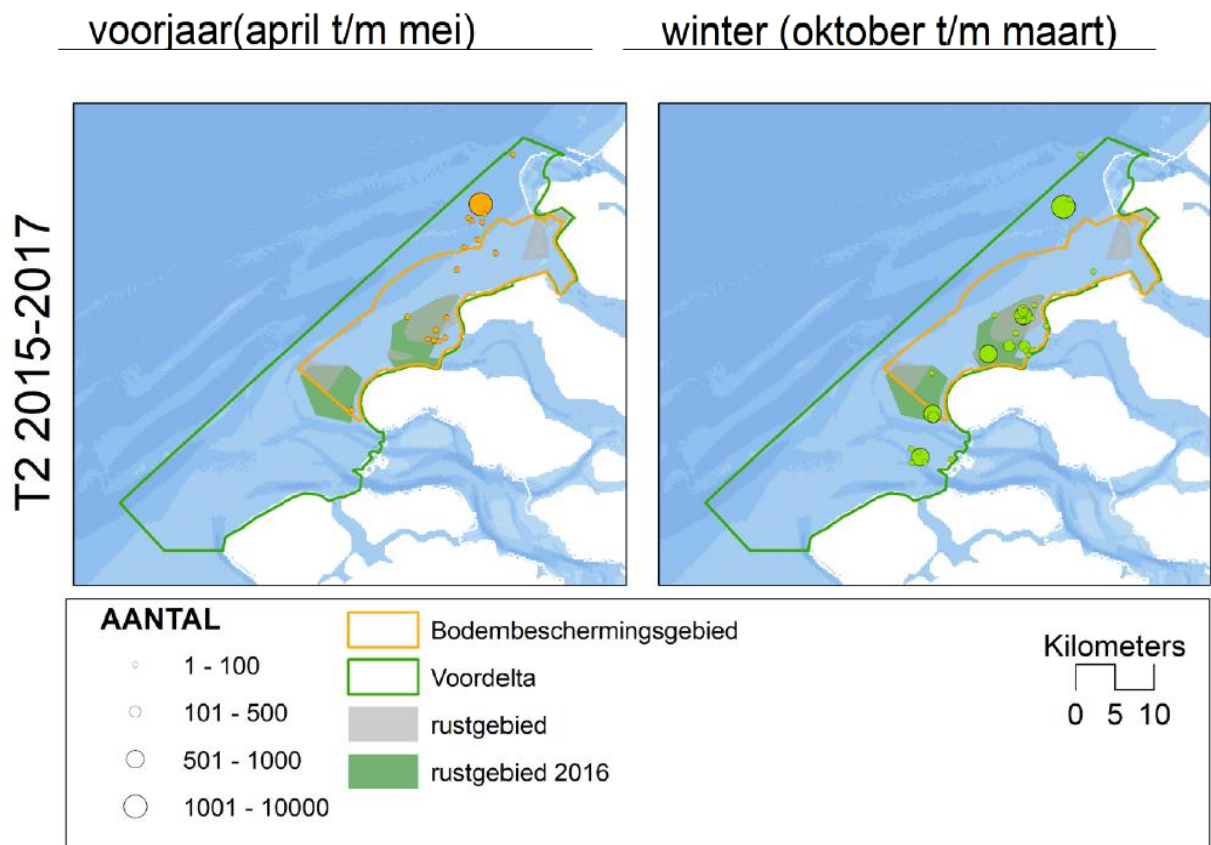 voorjaar(april t/m mei)
winter (oktober t/m maart)
T2 2015-2017
AANTAL
1 - 100
101 - 500
501 - 1000
1001 - 10000
Bodembeschermingsgebied
Voordelta
rustgebied
rustgebied 2016
Kilometers
0 5 10